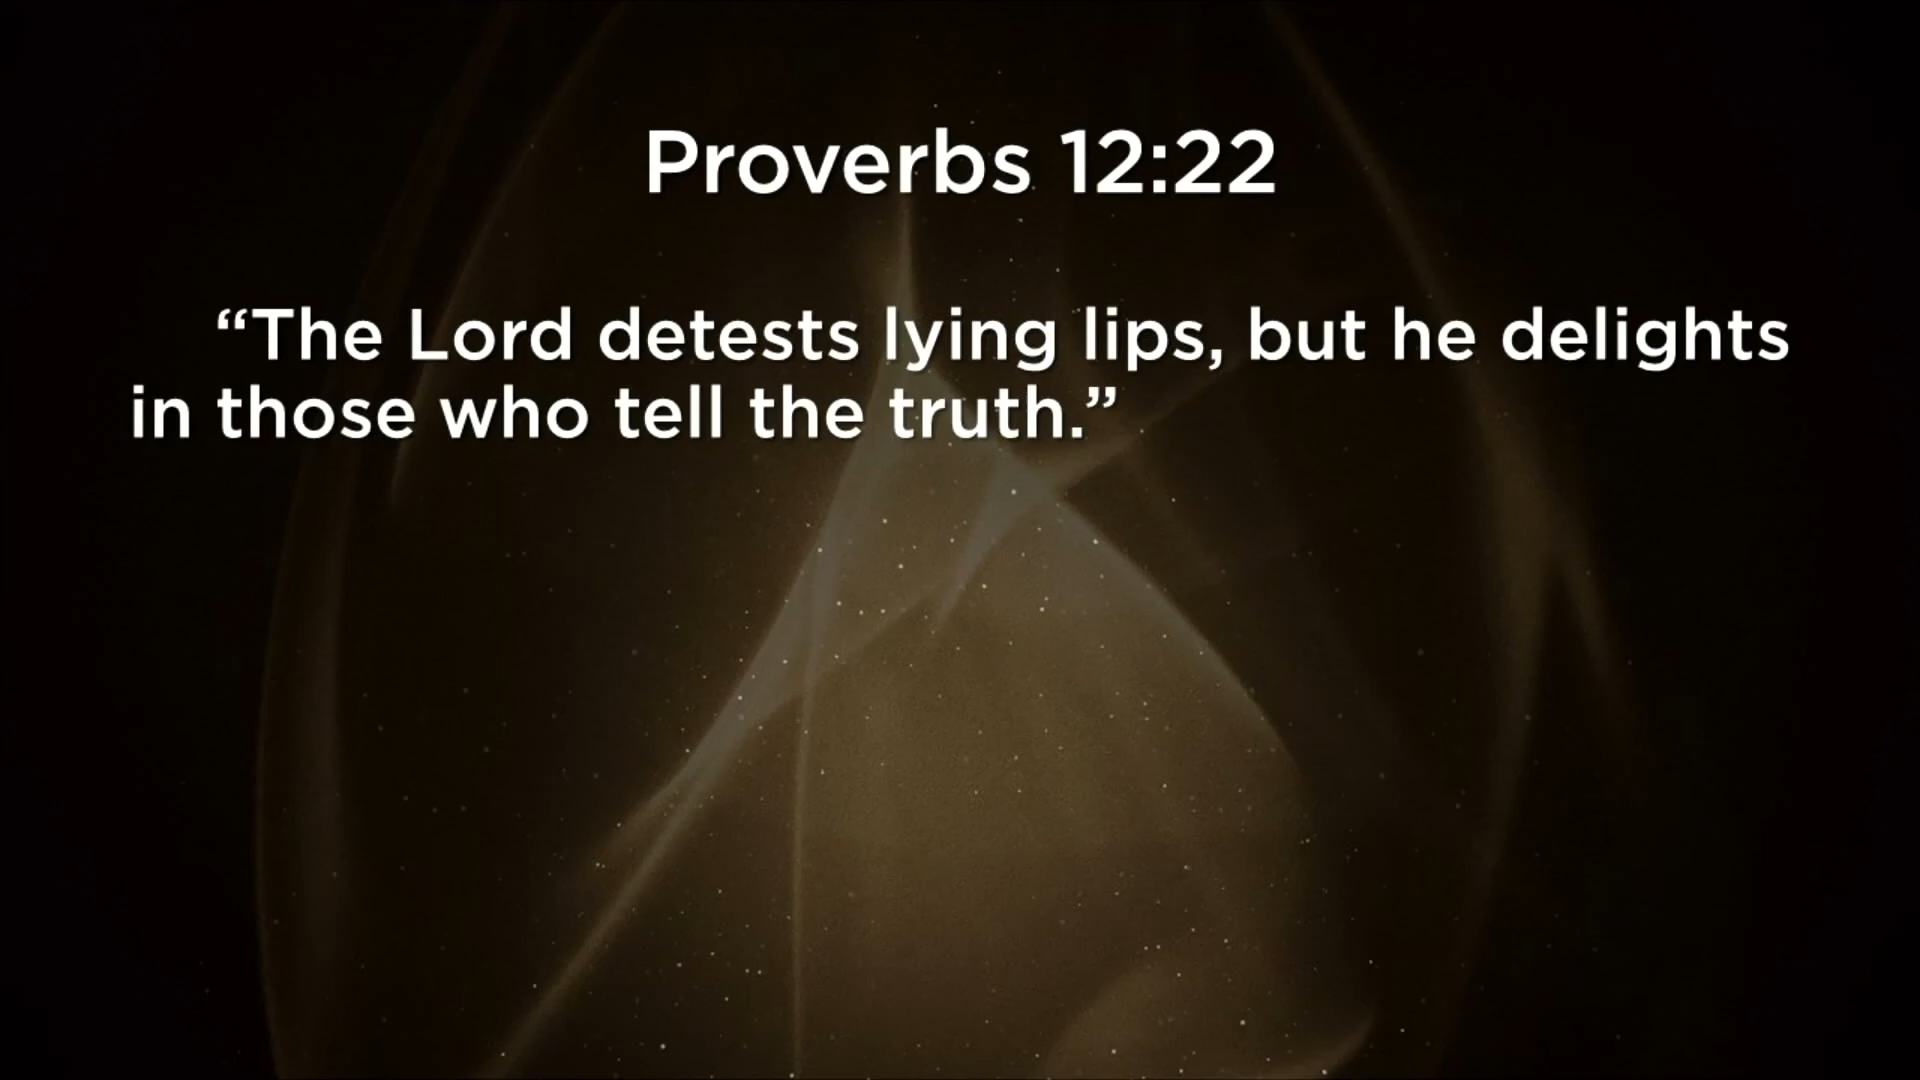 Proverbs 12:22
“The Lord detests lying lips, but he delights
in those who tell the truth.”